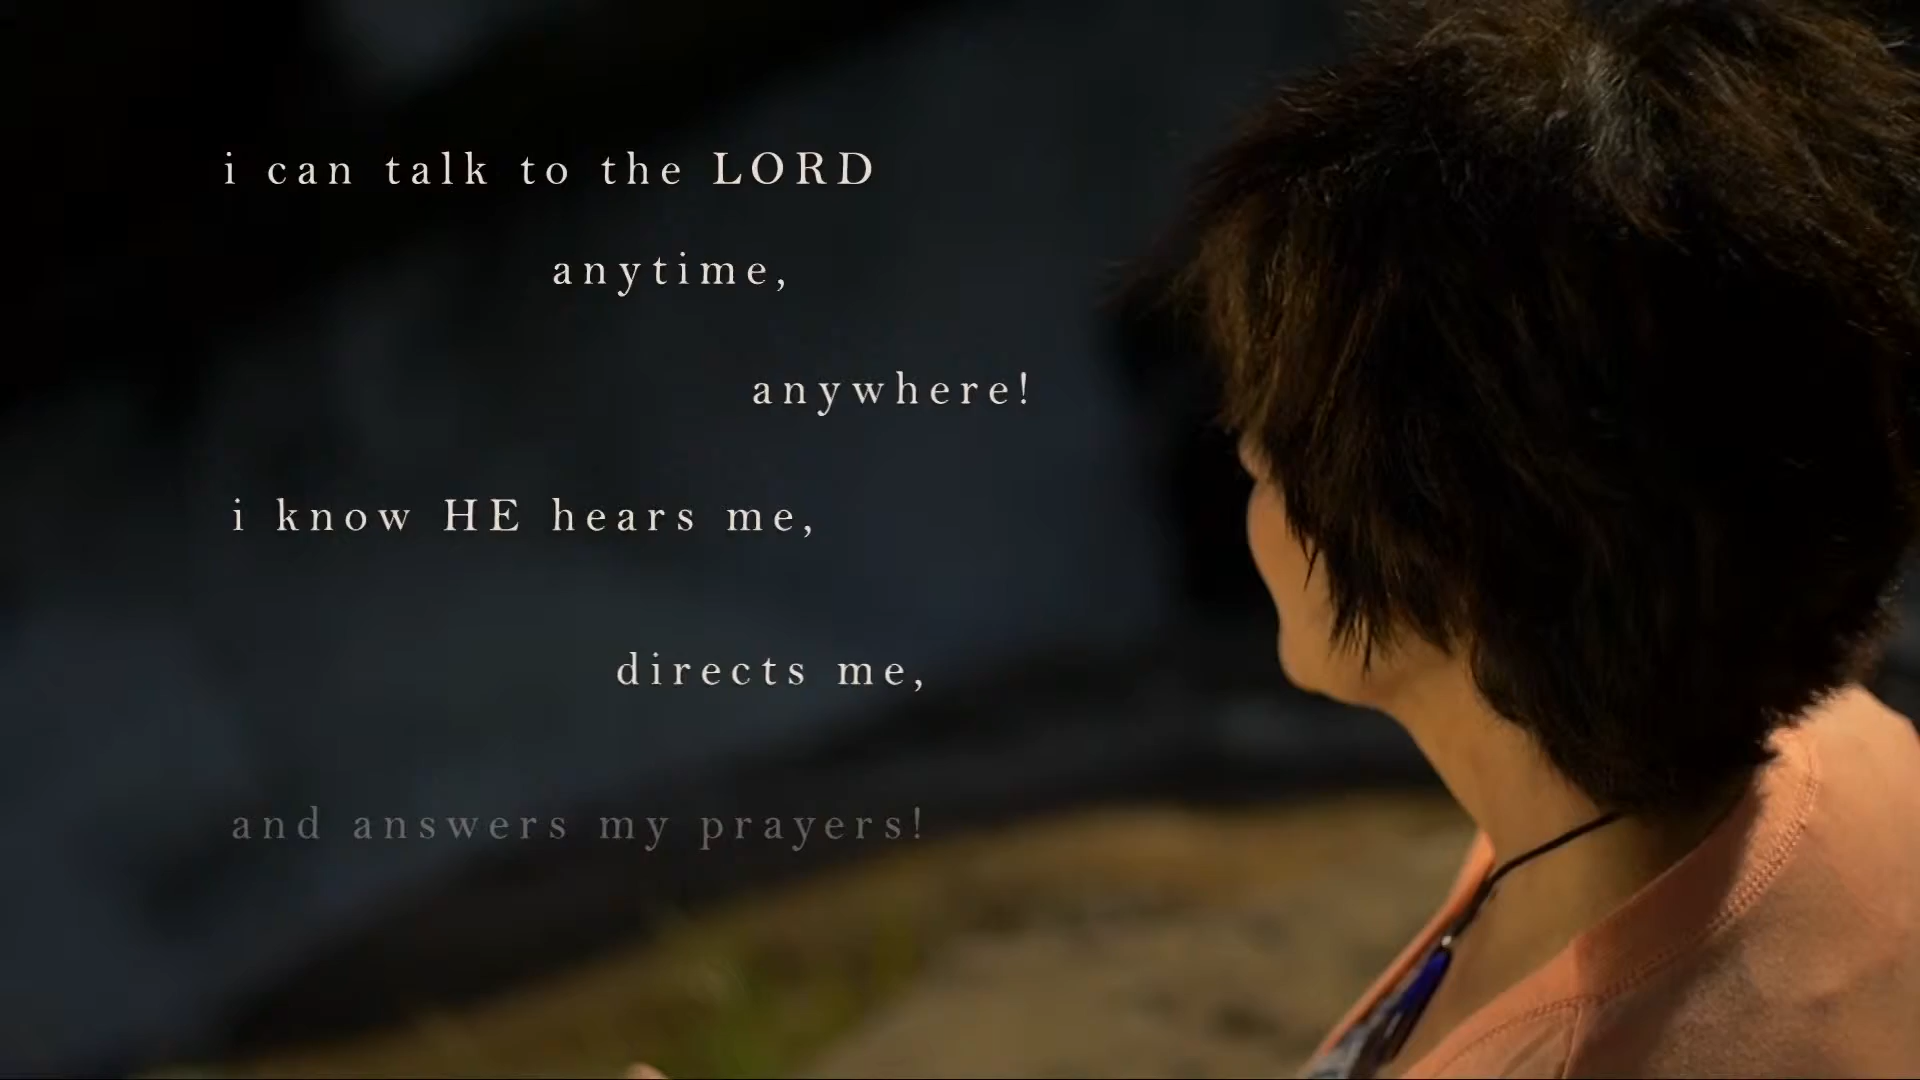 i can talk to the LORD
anytime,
anywhere!
i know HE hears me,
directs me,
and answers my prayers!